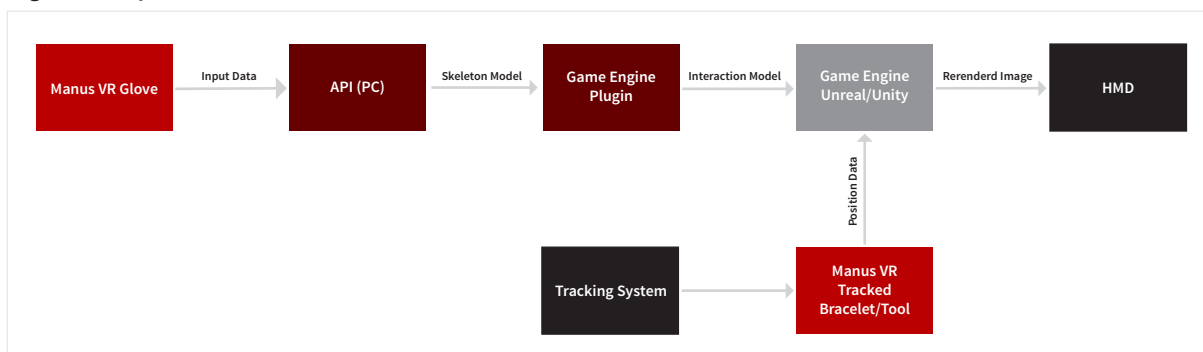 Manus VR Glove
Input Data
API (PC)
Skeleton Model
Game Engine
Plugin
Interaction Model
Game Engine
Unreal/Unity
Rerenderd Image
HMD
Position Data
Tracking System
Manus VR
Tracked
Bracelet/Tool